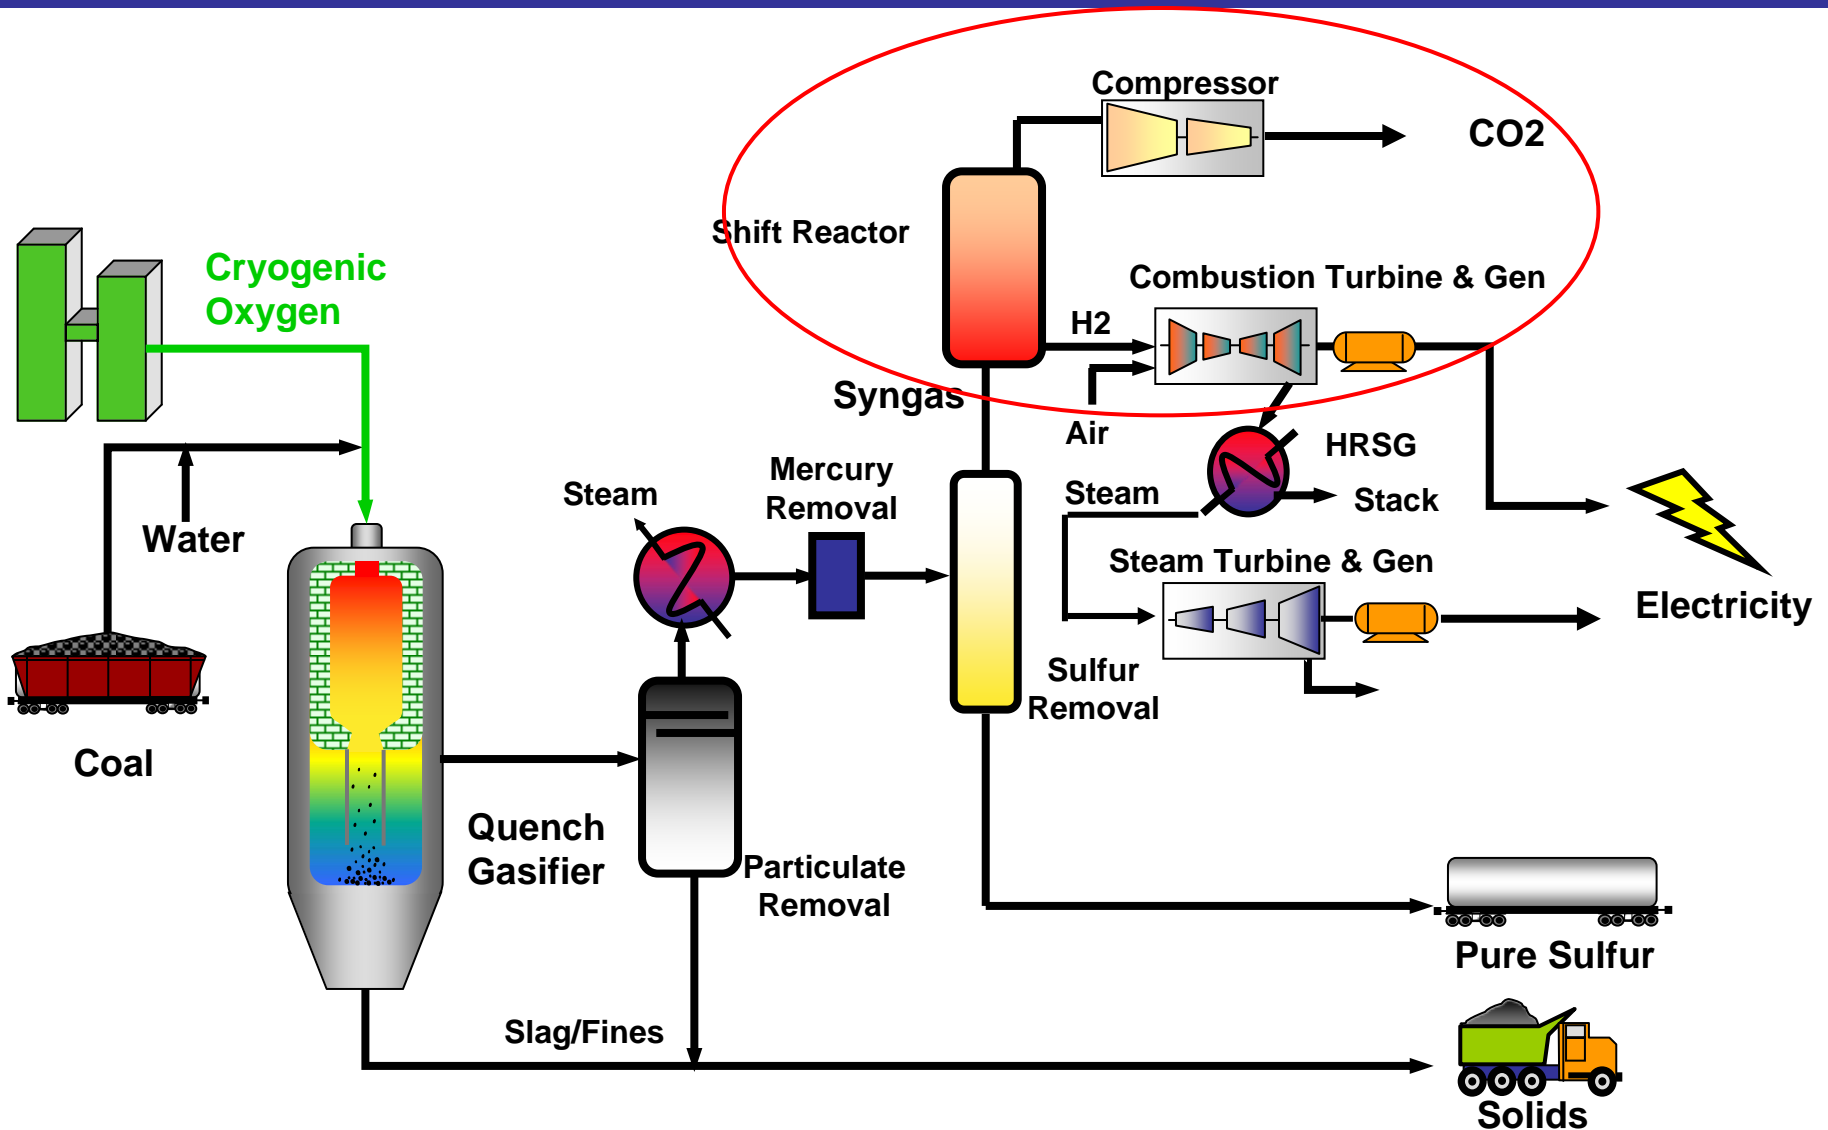 Compressor
CO2
Shift Reactor
Cryogenic
Oxygen
Combustion Turbine & Gen
H2
Syngas
Air
HRSG
Mercury
Removal
Steam
Steam
Stack
Water
Steam Turbine & Gen
Electricity
Sulfur
Removal
Coal
Quench
Gasifier
Particulate
Removal
Pure Sulfur
Slag/Fines
Solids